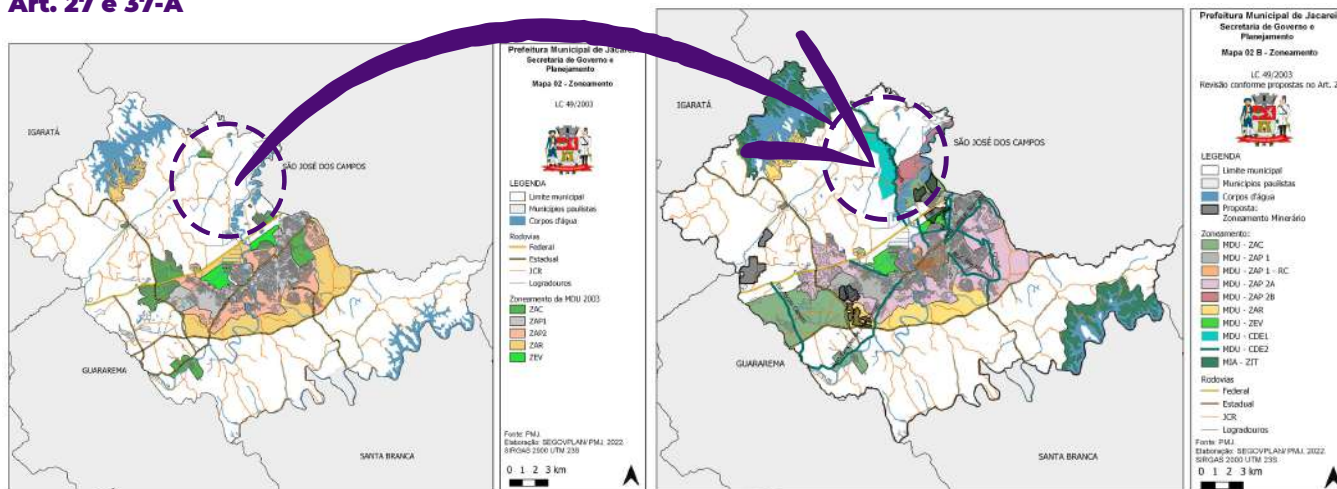 Art. 27 e 37-A
Prefeitura Municipal de Jacareí
Secretaria de Governo e
Planejamento
Mapa 02 - Zoneamento
LC 49/2003
LEGENDA
Limite municipal
Municípios paulistas
Corpos d'água
Rodovias
Federal
Estadual
JCR
Logradouros
Zoneamento da MDU 2003
ZAC
ZAP1
ZAP2
ZAR
ZEV
Fonte: PMJ.
Elaboração: SEGOVPLAN/ PMJ, 2022.
SIRGAS 2000 UTM 23S
0 1 2 3 km
IGARATÁ
SÃO JOSÉ DOS CAMPOS
GUARAREMA
SANTA BRANCA
Prefeitura Municipal de Jacareí
Secretaria de Governo e
Planejamento
Mapa 02 B - Zoneamento
LC 49/2003
Revisão conforme propostas no Art. 2
LEGENDA
Limite municipal
Municípios paulistas
Corpos d'água
Proposta:
Zoneamento Minerário
Zoneamento:
MDU - ZAC
MDU - ZAP 1
MDU - ZAP 1 - RC
MDU - ZAP 2A
MDU - ZAP 2B
MDU - ZAR
MDU - ZEV
MDU - CDE1
MDU - CDE2
MIA - ZIT
Rodovias
Federal
Estadual
JCR
Logradouros
Fonte: PMJ.
Elaboração: SEGOVPLAN/ PMJ, 2022.
SIRGAS 2000 UTM 23S
0 1 2 3 km
IGARATÁ
SÃO JOSÉ DOS CAMPOS
GUARAREMA
SANTA BRANCA